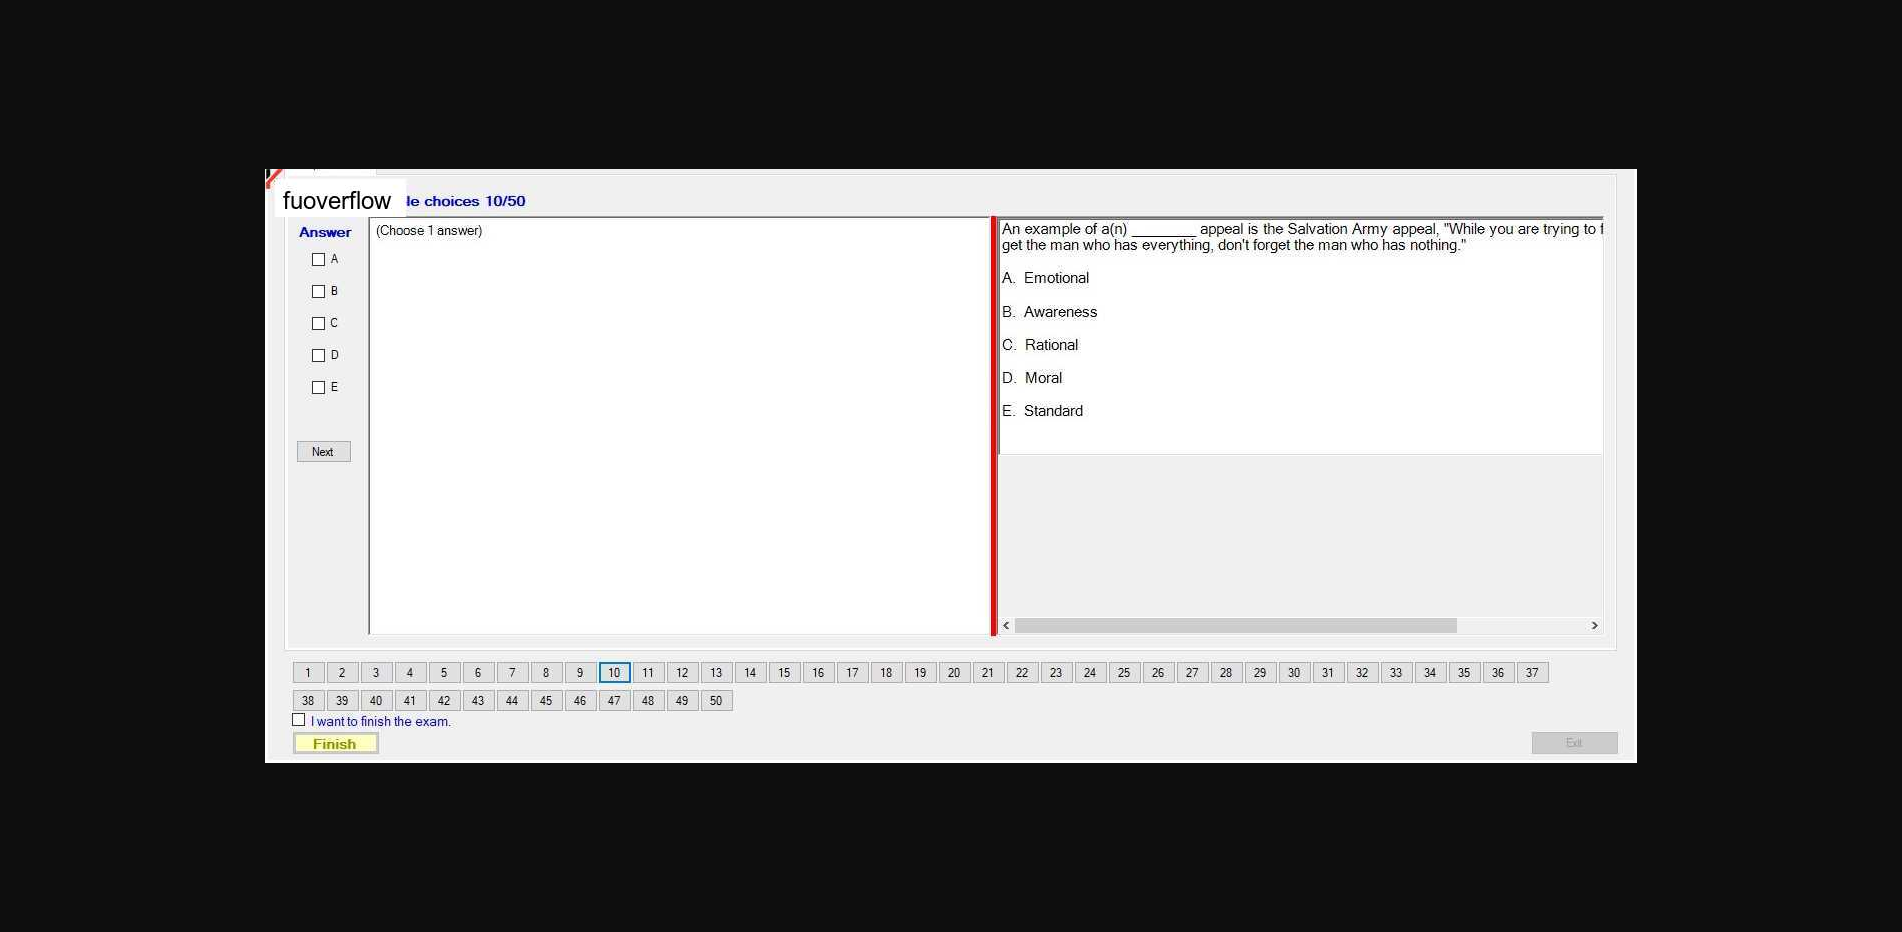 fuoverflow
le choices 10/50
Answer
A
B
C
D
E
Next
(Choose 1 answer)
An example of a(n) ________ appeal is the Salvation Army appeal, "While you are trying to f
get the man who has everything, don't forget the man who has nothing."
A. Emotional
B. Awareness
C. Rational
D. Moral
E. Standard
1 2 3 4 5 6 7 8 9 10 11 12 13 14 15 16 17 18 19 20 21 22 23 24 25 26 27 28 29 30 31 32 33 34 35 36 37
38 39 40 41 42 43 44 45 46 47 48 49 50
I want to finish the exam.
Finish
Exit